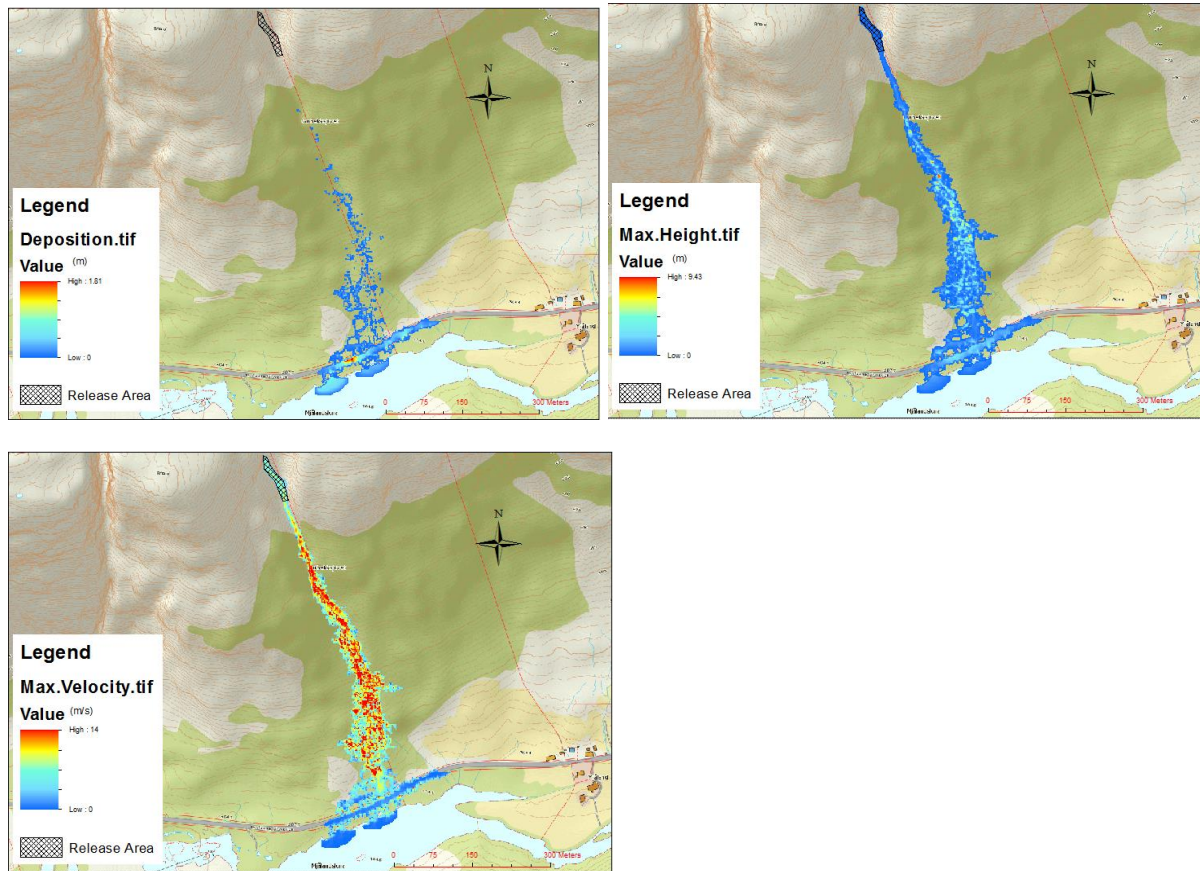 N
Legend
Deposition.tif
Value (m)
High : 1.81
Low : 0
Release Area
0 75 150 300 Meters
N
Legend
Max.Height.tif
Value (m)
High : 9.43
Low : 0
Release Area
0 75 150 300 Meters
N
Legend
Max.Velocity.tif
Value (m/s)
High : 14
Low : 0
Release Area
0 75 150 300 Meters